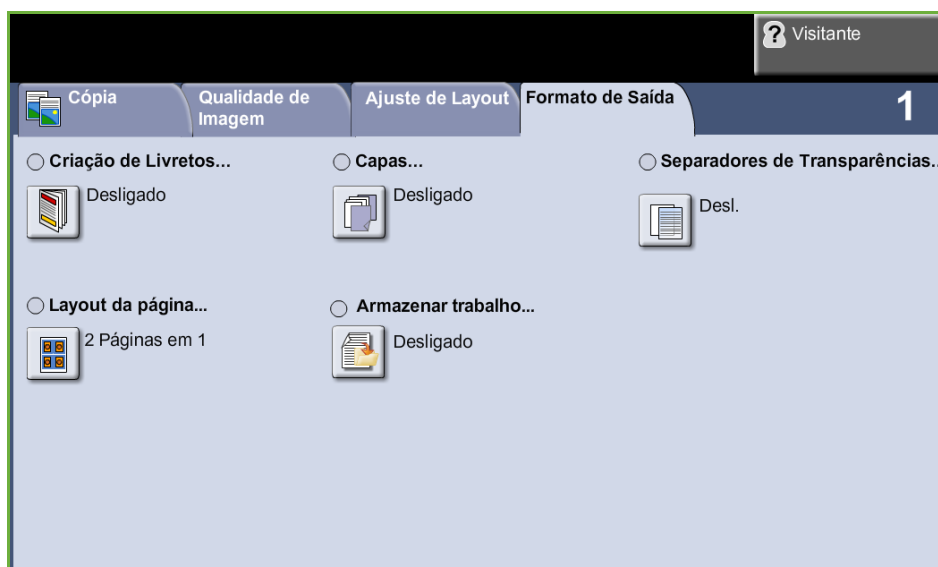 Visitante
Cópia
Qualidade de
Imagem
Ajuste de Layout
Formato de Saída
1
Criação de Livretos...
Capas...
Separadores de Transparências..
Desligado
Desligado
Desl.
Layout da página...
Armazenar trabalho...
2 Páginas em 1
Desligado